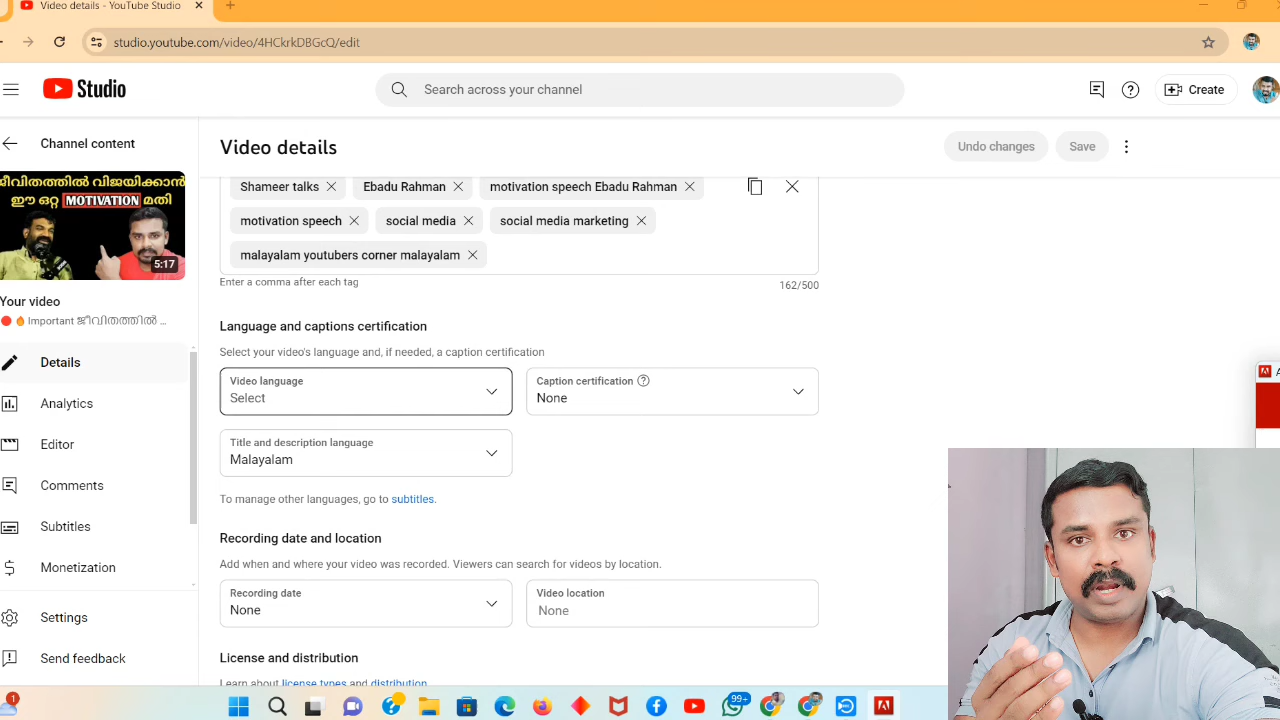 Video details - YouTube Studio
studio.youtube.com/video/4HCkrkDBGcQ/edit
Studio
Search across your channel
Create
Channel content
Video details
Undo changes
Save
ജീവിതത്തിൽ വിജയിക്കാൻ
ഈ ഒറ്റ MOTIVATION മതി
5:17
Your video
Important ജീവിതത്തിൽ ...
Details
Analytics
Editor
Comments
Subtitles
Monetization
Settings
Send feedback
Shameer talks
Ebadu Rahman
motivation speech Ebadu Rahman
motivation speech
social media
social media marketing
malayalam youtubers corner malayalam
Enter a comma after each tag
162/500
Language and captions certification
Select your video's language and, if needed, a caption certification
Video language
Select
Caption certification
None
Title and description language
Malayalam
To manage other languages, go to subtitles.
Recording date and location
Add when and where your video was recorded. Viewers can search for videos by location.
Recording date
None
Video location
None
License and distribution
Learn about license types and distribution
1
99+